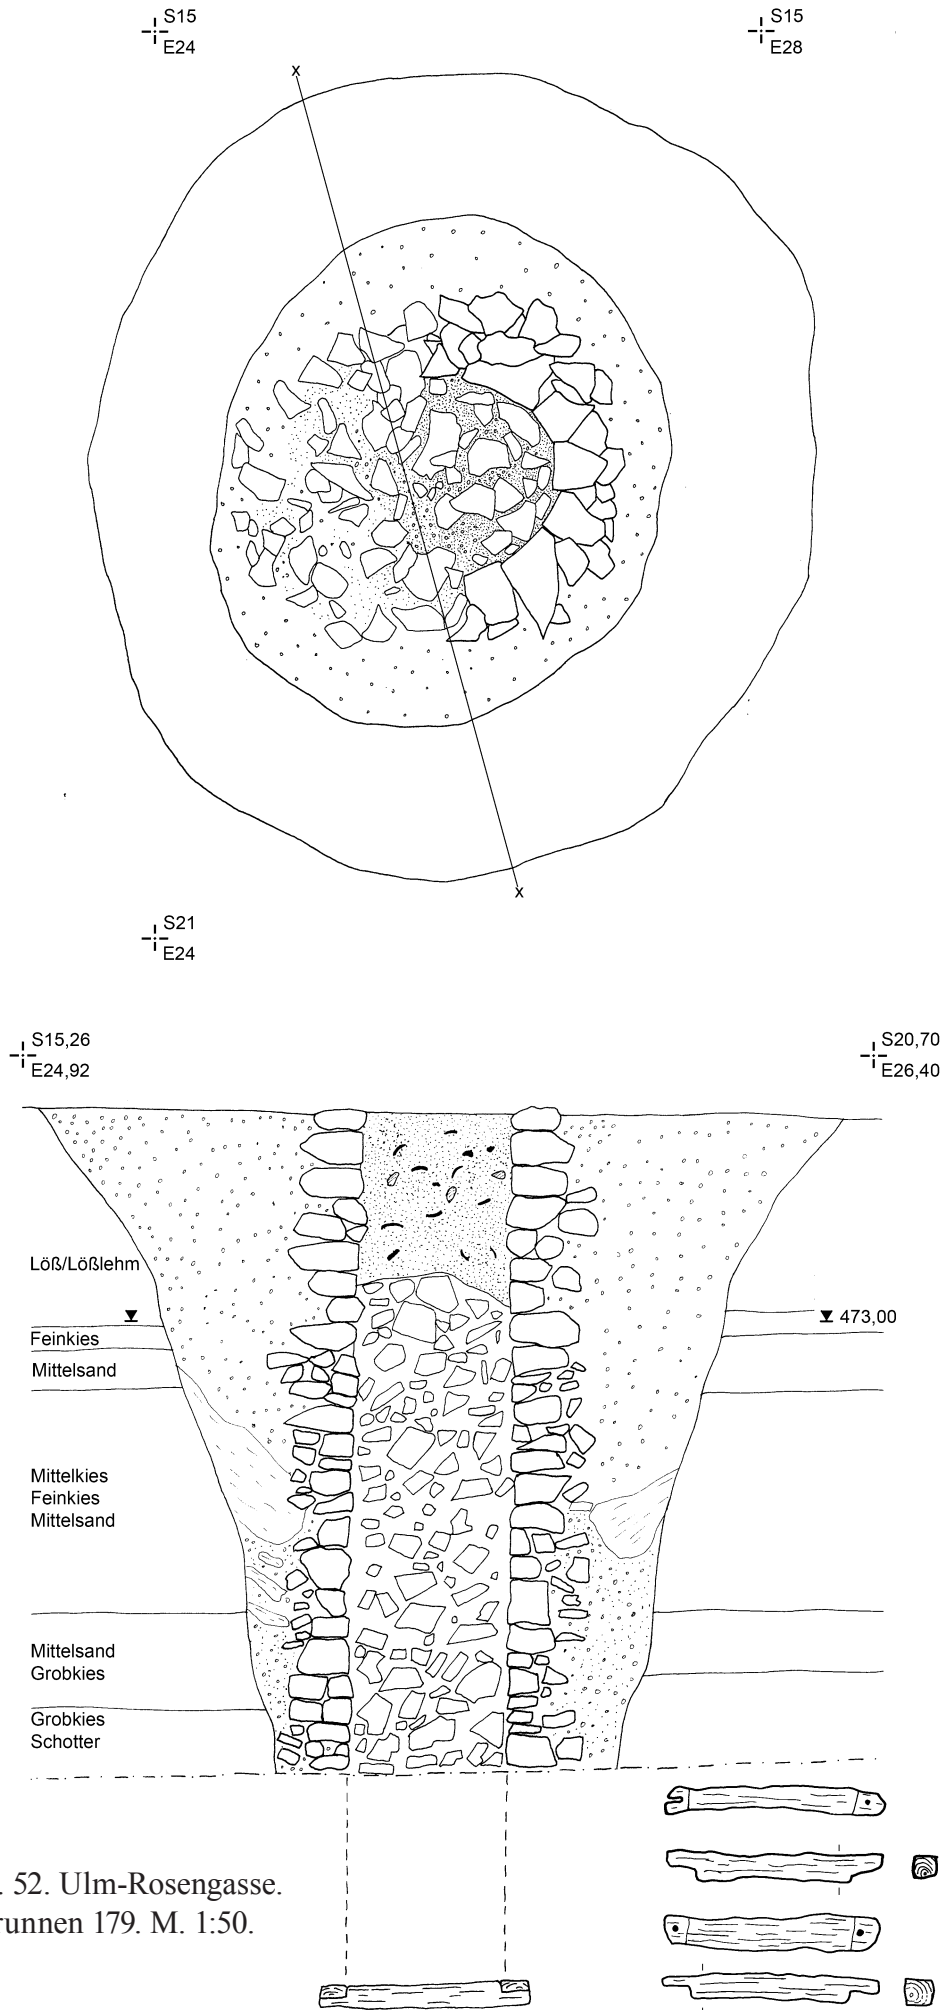 S15
E24
S15
E28
x
x
S21
E24
S15,26
E24,92
S20,70
E26,40
Löß/Lößlehm
473,00
Feinkies
Mittelsand
Mittelkies
Feinkies
Mittelsand
Mittelsand
Grobkies
Grobkies
Schotter
. 52. Ulm-Rosengasse.
runnen 179. M. 1:50.